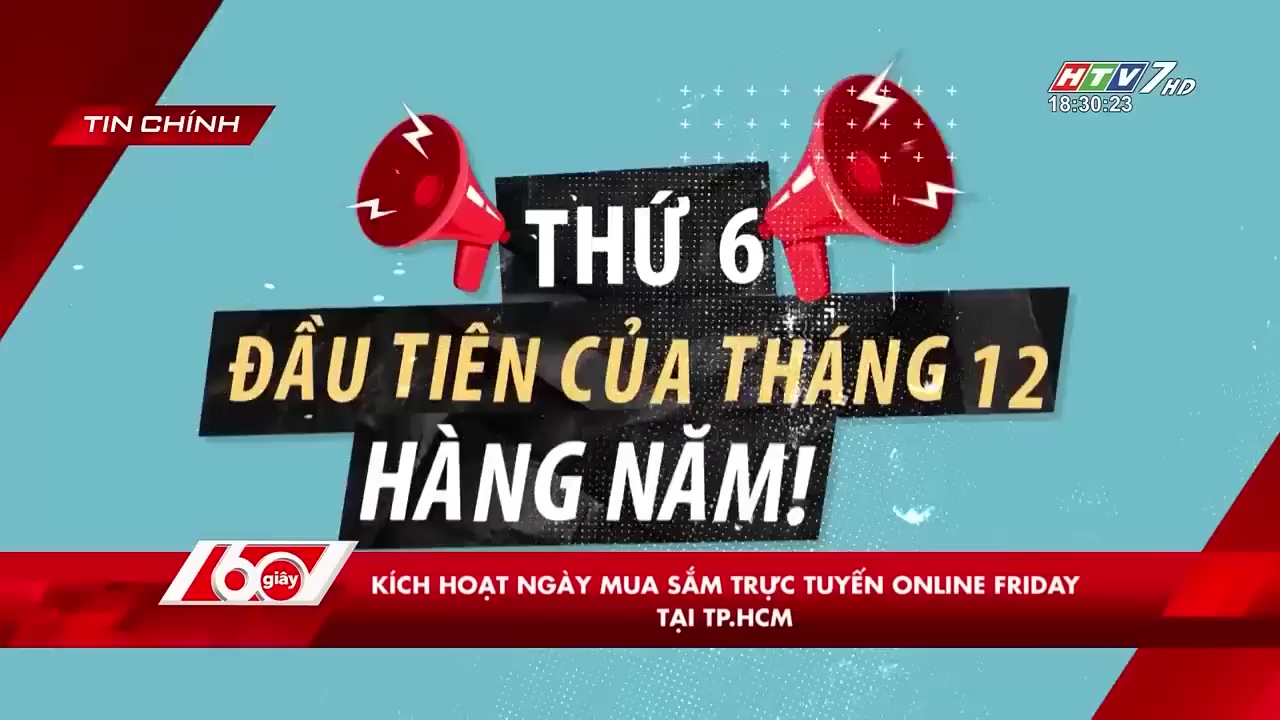 HTV7 HD
18:30:23
TIN CHÍNH
THỨ 6
ĐẦU TIÊN CỦA THÁNG 12
HÀNG NĂM!
60 giây
KÍCH HOẠT NGÀY MUA SẮM TRỰC TUYẾN ONLINE FRIDAY
TẠI TP.HCM